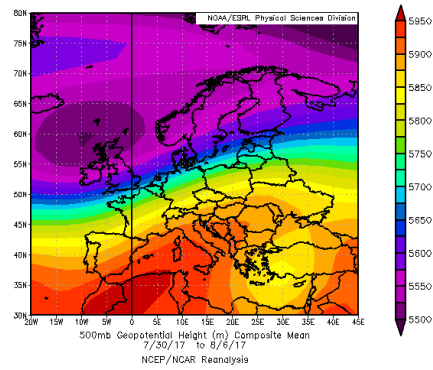 NOAA/ESRL Physical Sciences Division
80N
75N
70N
65N
60N
55N
50N
45N
40N
35N
30N
20W 15W 10W 5W 0 5E 10E 15E 20E 25E 30E 35E 40E 45E
5950
5900
5850
5800
5750
5700
5650
5600
5550
5500
500mb Geopotential Height (m) Composite Mean
7/30/17 to 8/6/17
NCEP/NCAR Reanalysis